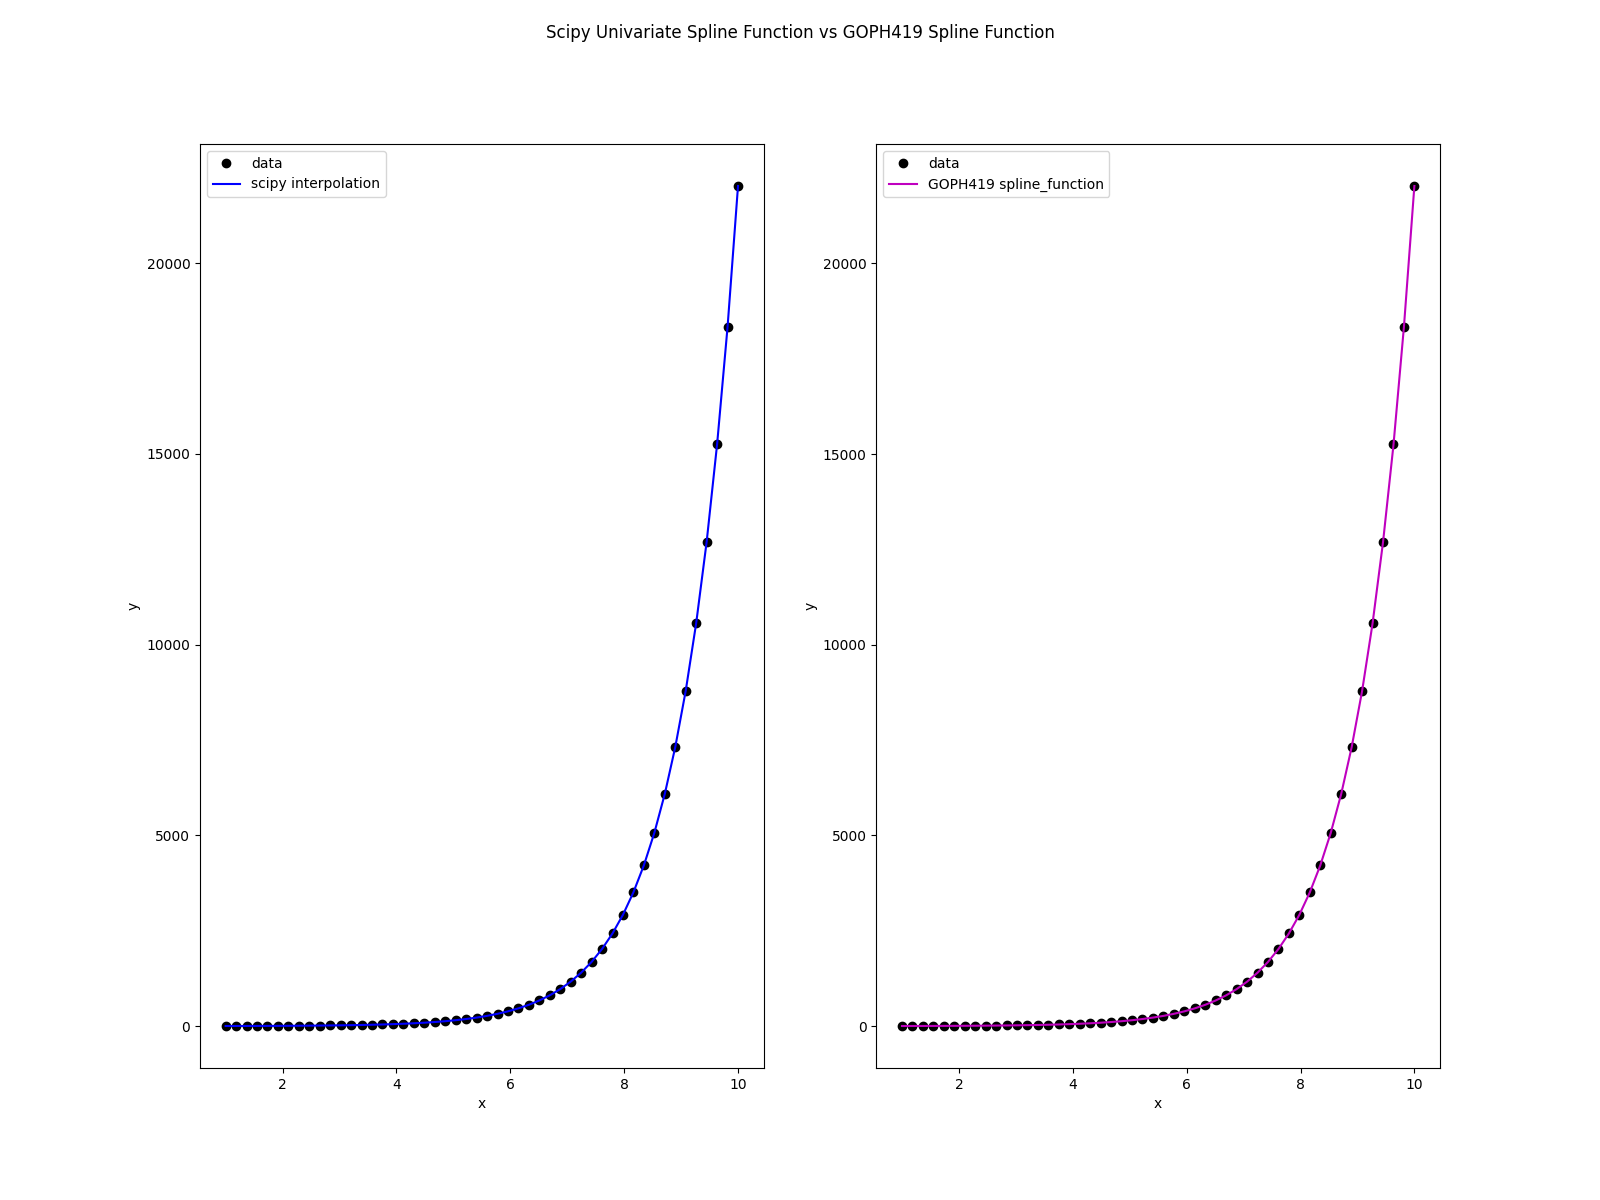 Scipy Univariate Spline Function vs GOPH419 Spline Function
data
scipy interpolation
20000
15000
10000
5000
0
y
2
4
6
8
10
x
data
GOPH419 spline_function
20000
15000
10000
5000
0
y
2
4
6
8
10
x